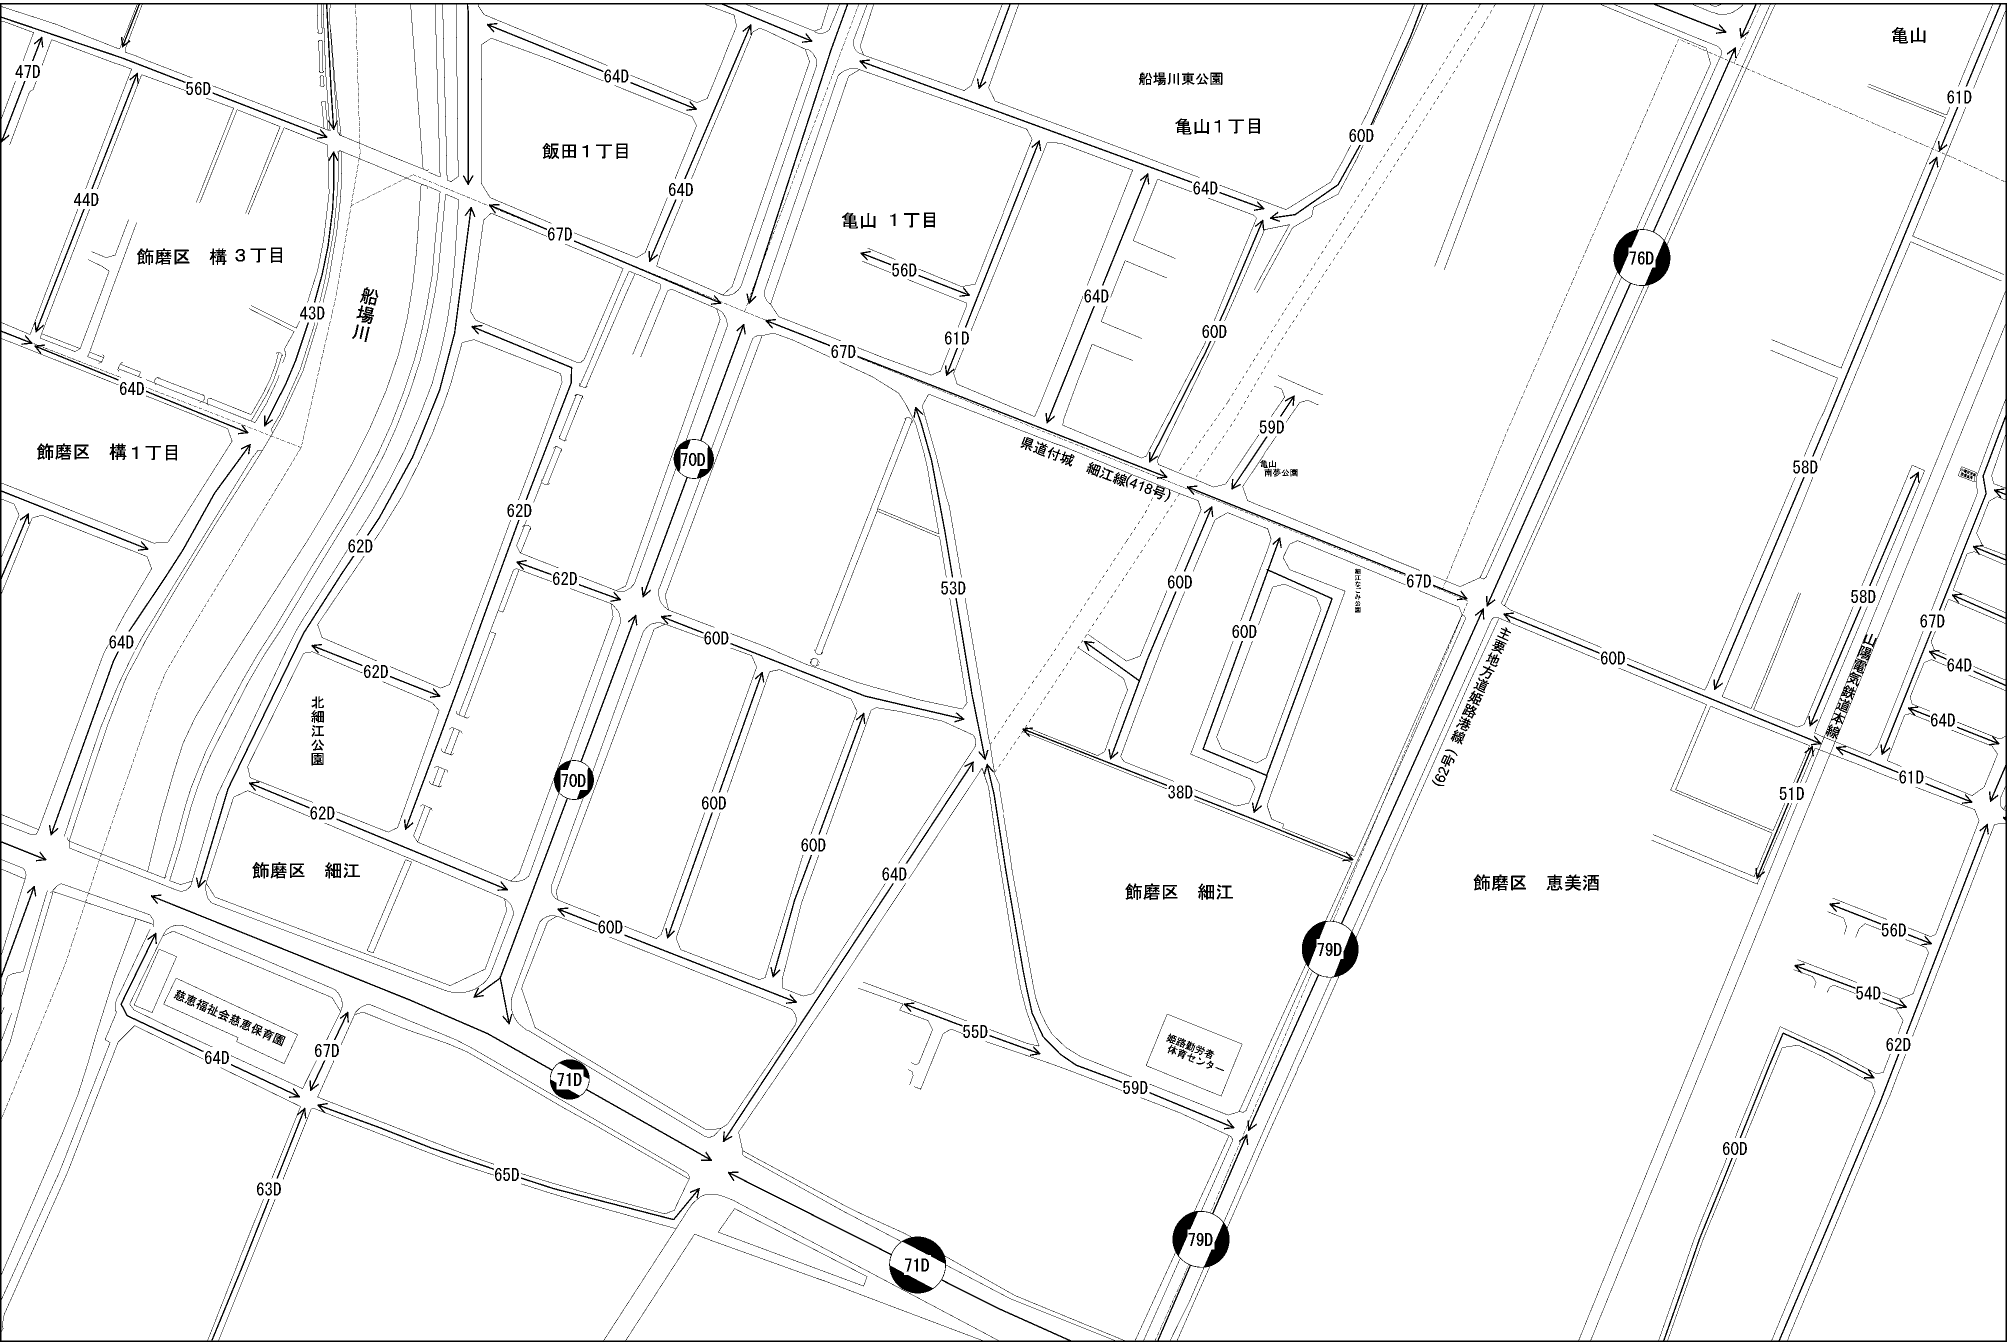 亀山
47D
64D
56D
船場川東公園
61D
亀山１丁目
60D
飯田１丁目
64D
64D
44D
亀山 １丁目
67D
飾磨区 構３丁目
76D
56D
64D
43D
船場川
60D
61D
67D
64D
59D
県道付城 細江線(418号)
飾磨区 構１丁目
70D
亀山
南夢公園
58D
62D
62D
62D
53D
60D
67D
58D
60D
60D
67D
60D
64D
62D
主要地方道姫路港線
(62号)
60D
山陽電気鉄道本線
64D
北細江公園
64D
70D
61D
38D
51D
60D
62D
60D
飾磨区 細江
64D
飾磨区 細江
飾磨区 恵美酒
60D
56D
79D
54D
慈恵福祉会慈恵保育園
55D
姫路勤労者
体育センター
62D
67D
64D
71D
59D
60D
65D
63D
79D
71D